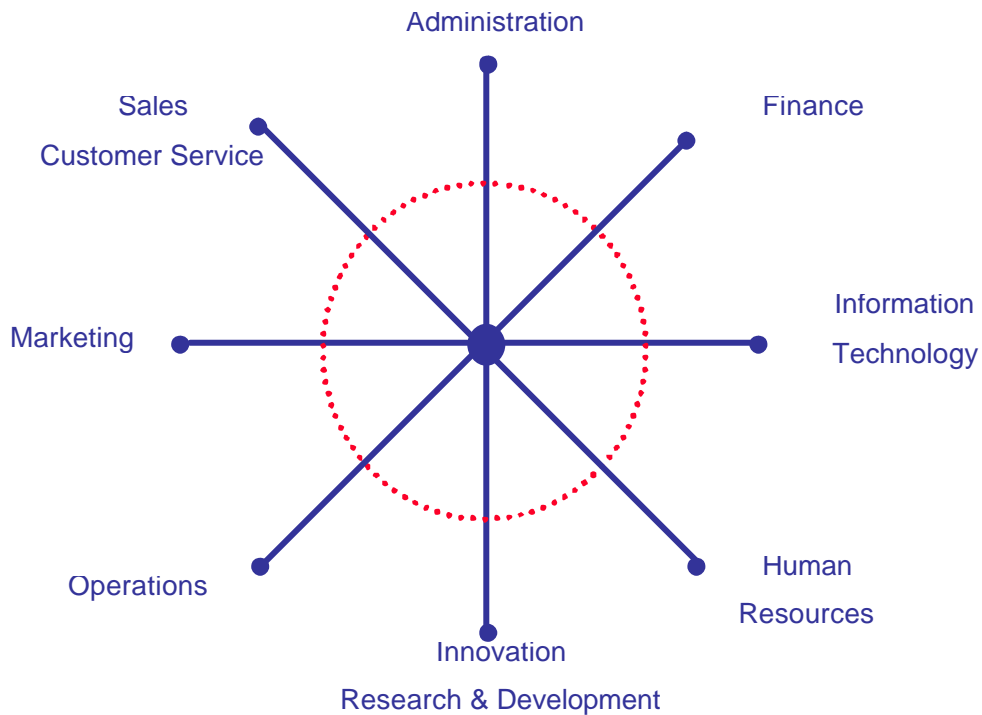 Administration
Sales
Customer Service
Finance
Marketing
Information
Technology
Operations
Human
Resources
Innovation
Research & Development